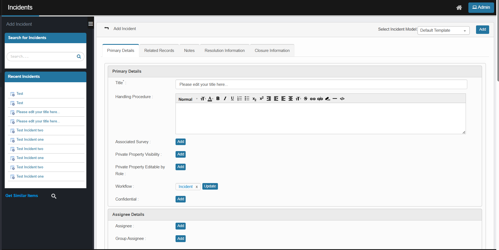 Incidents
Admin
Add Incident
Search for Incidents
Search...
Recent Incidents
Test
Test
Please edit your title here..
Please edit your title here..
Test Incident two
Test Incident one
Test Incident two
Test Incident one
Test Incident two
Test Incident one
Get Similar Items
Add Incident
Select Incident Model:
Default Template
Add
Primary Details
Related Records
Notes
Resolution Information
Closure Information
Primary Details
Title*
Please edit your title here..
Handling Procedure :
Normal
Associated Survey :
Add
Private Property Visibility:
Add
Private Property Editable by Role:
Add
Workflow:
Incident x
Update
Confidential:
Add
Assignee Details
Assignee :
Add
Group Assignee:
Add